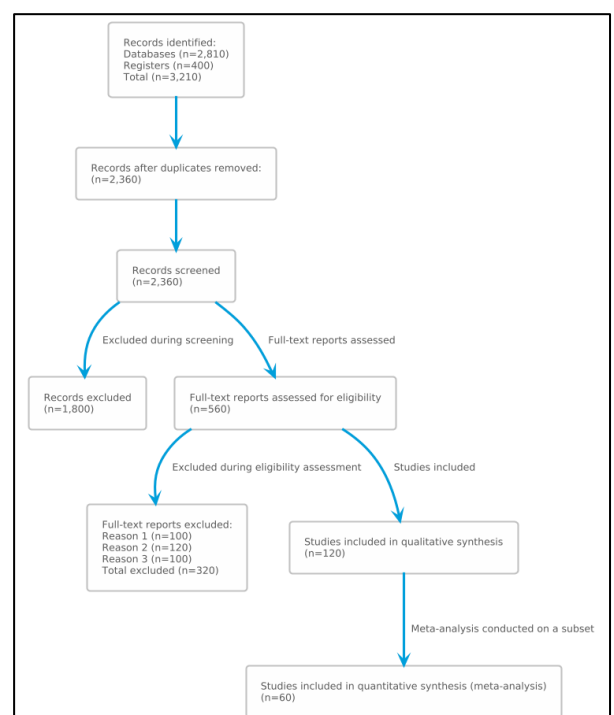 Records identified:
Databases (n=2,810)
Registers (n=400)
Total (n=3,210)
Records after duplicates removed:
(n=2,360)
Records screened
(n=2,360)
Excluded during screening
Full-text reports assessed
Records excluded
(n=1,800)
Full-text reports assessed for eligibility
(n=560)
Excluded during eligibility assessment
Studies included
Full-text reports excluded:
Reason 1 (n=100)
Reason 2 (n=120)
Reason 3 (n=100)
Total excluded (n=320)
Studies included in qualitative synthesis
(n=120)
Meta-analysis conducted on a subset
Studies included in quantitative synthesis (meta-analysis)
(n=60)